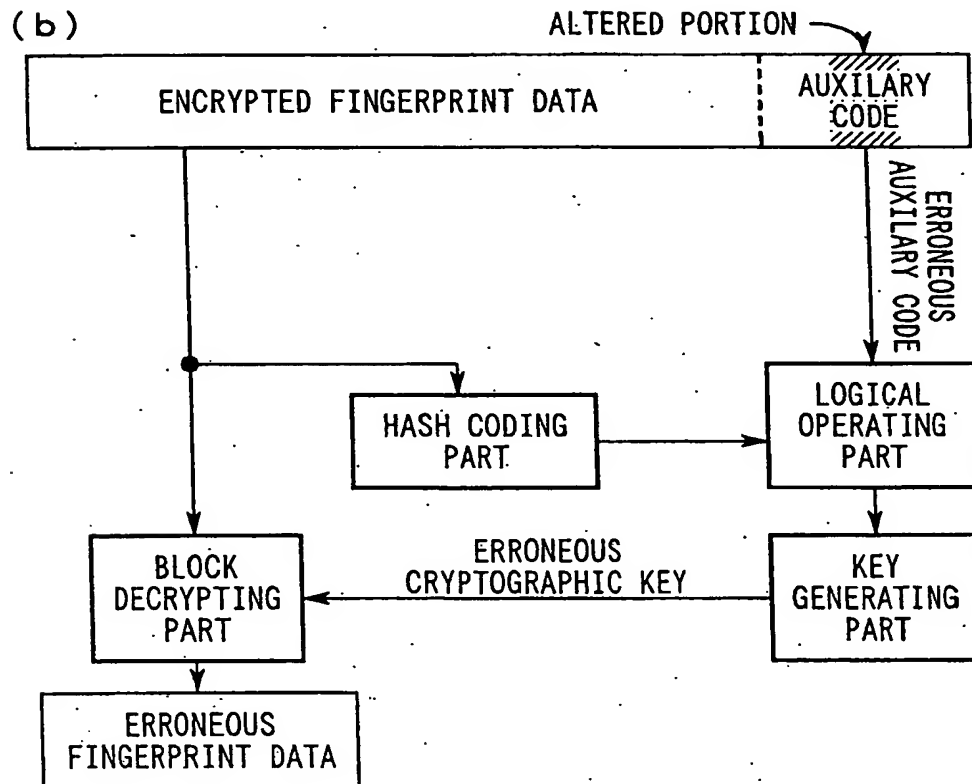 (b)
ALTERED PORTION
ENCRYPTED FINGERPRINT DATA
AUXILARY
CODE
ERRONEOUS
AUXILARY CODE
HASH CODING
PART
LOGICAL
OPERATING
PART
BLOCK
DECRYPTING
PART
ERRONEOUS
CRYPTOGRAPHIC KEY
KEY
GENERATING
PART
ERRONEOUS
FINGERPRINT DATA